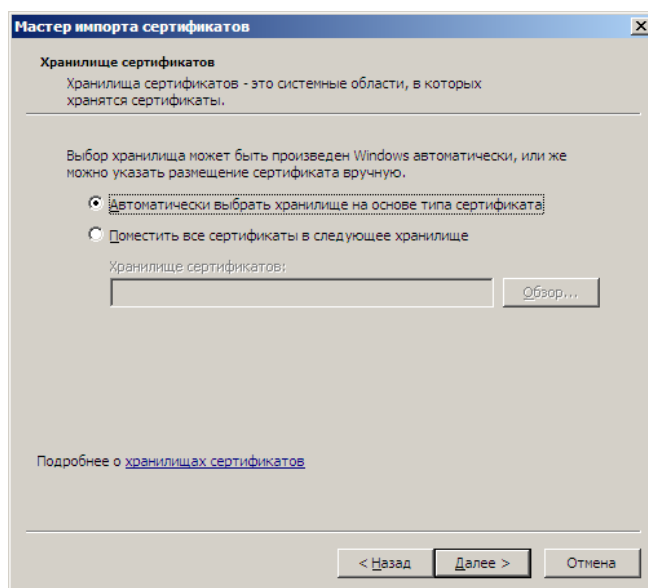 Мастер импорта сертификатов
Хранилище сертификатов
Хранилища сертификатов - это системные области, в которых
хранятся сертификаты.
Выбор хранилища может быть произведен Windows автоматически, или же
можно указать размещение сертификата вручную.
Автоматически выбрать хранилище на основе типа сертификата
Поместить все сертификаты в следующее хранилище
Хранилище сертификатов:
Обзор...
Подробнее о хранилищах сертификатов
< Назад Далее > Отмена